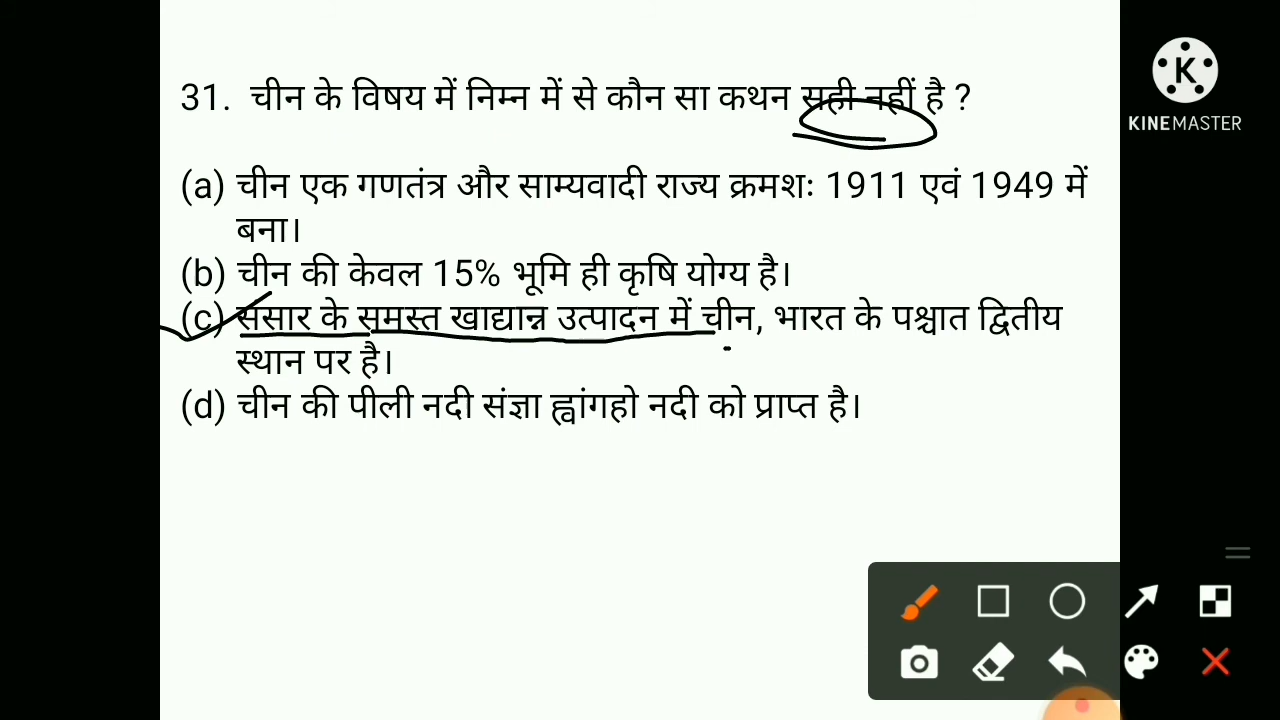 31. चीन के विषय में निम्न में से कौन सा कथन सही नहीं है ?
(a) चीन एक गणतंत्र और साम्यवादी राज्य क्रमशः 1911 एवं 1949 में
बना।
(b) चीन की केवल 15% भूमि ही कृषि योग्य है।
(c) संसार के समस्त खाद्यान्न उत्पादन में चीन, भारत के पश्चात द्वितीय
स्थान पर है।
(d) चीन की पीली नदी संज्ञा ह्वांगहो नदी को प्राप्त है।
K
KINEMASTER